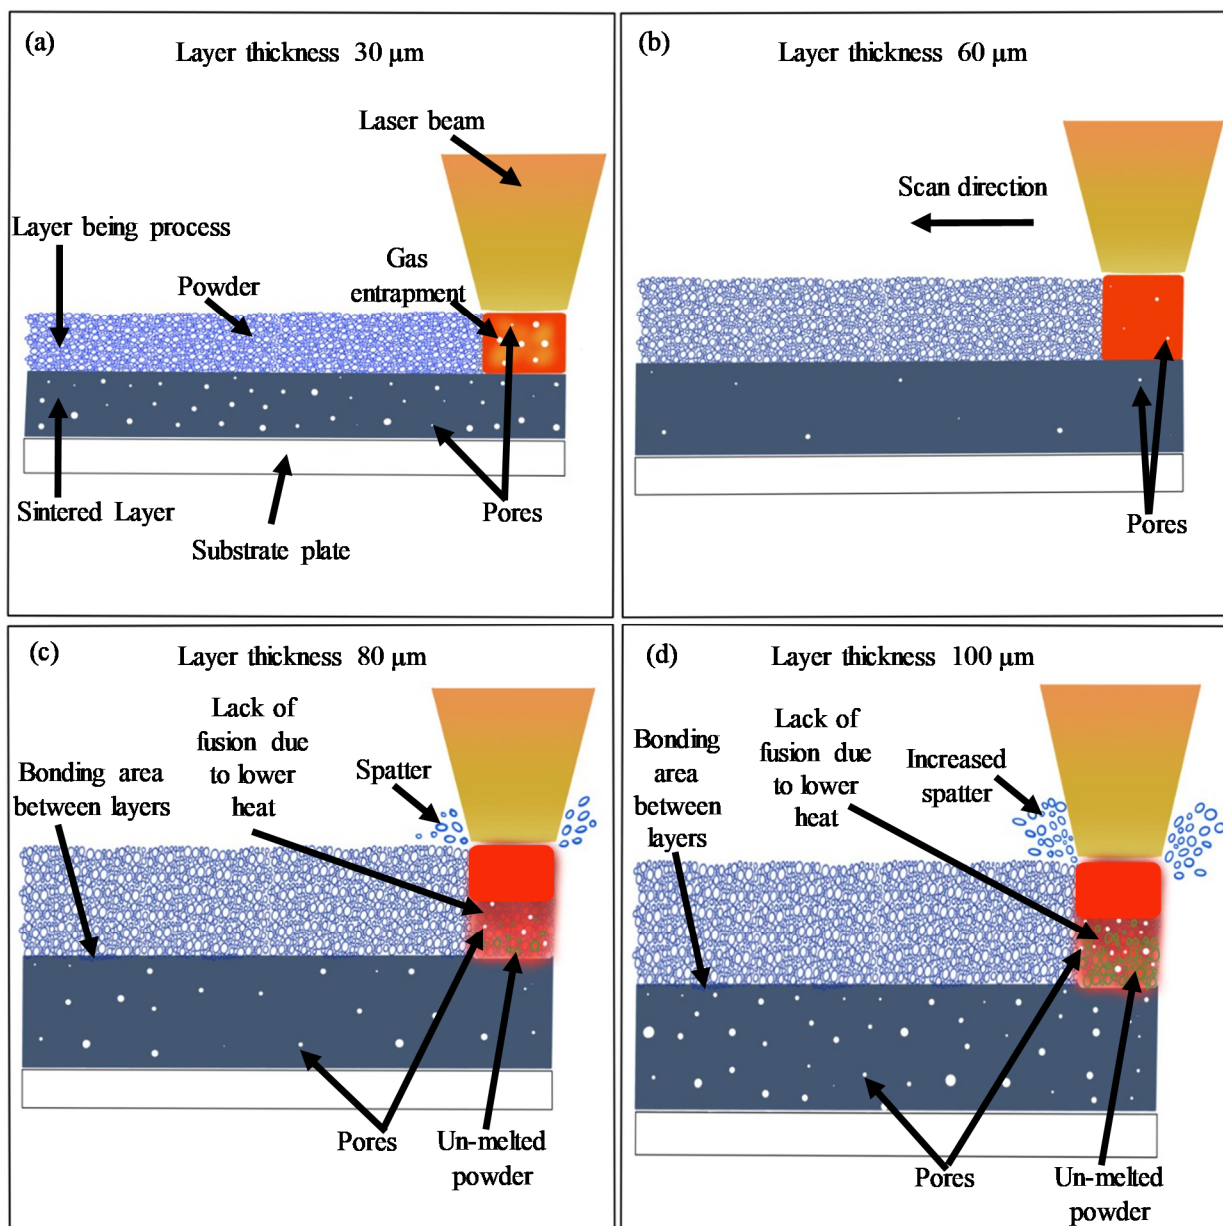 (a)
Layer thickness 30 µm
Laser beam
Layer being process
Powder
Gas
entrapment
Sintered Layer
Substrate plate
Pores
(b)
Layer thickness 60 µm
Scan direction
Pores
(c)
Layer thickness 80 µm
Lack of
fusion due
to lower
heat
Spatter
Bonding area
between layers
Pores
Un-melted
powder
(d)
Layer thickness 100 µm
Bonding
area
between
layers
Lack of
fusion due
to lower
heat
Increased
spatter
Pores
Un-melted
powder